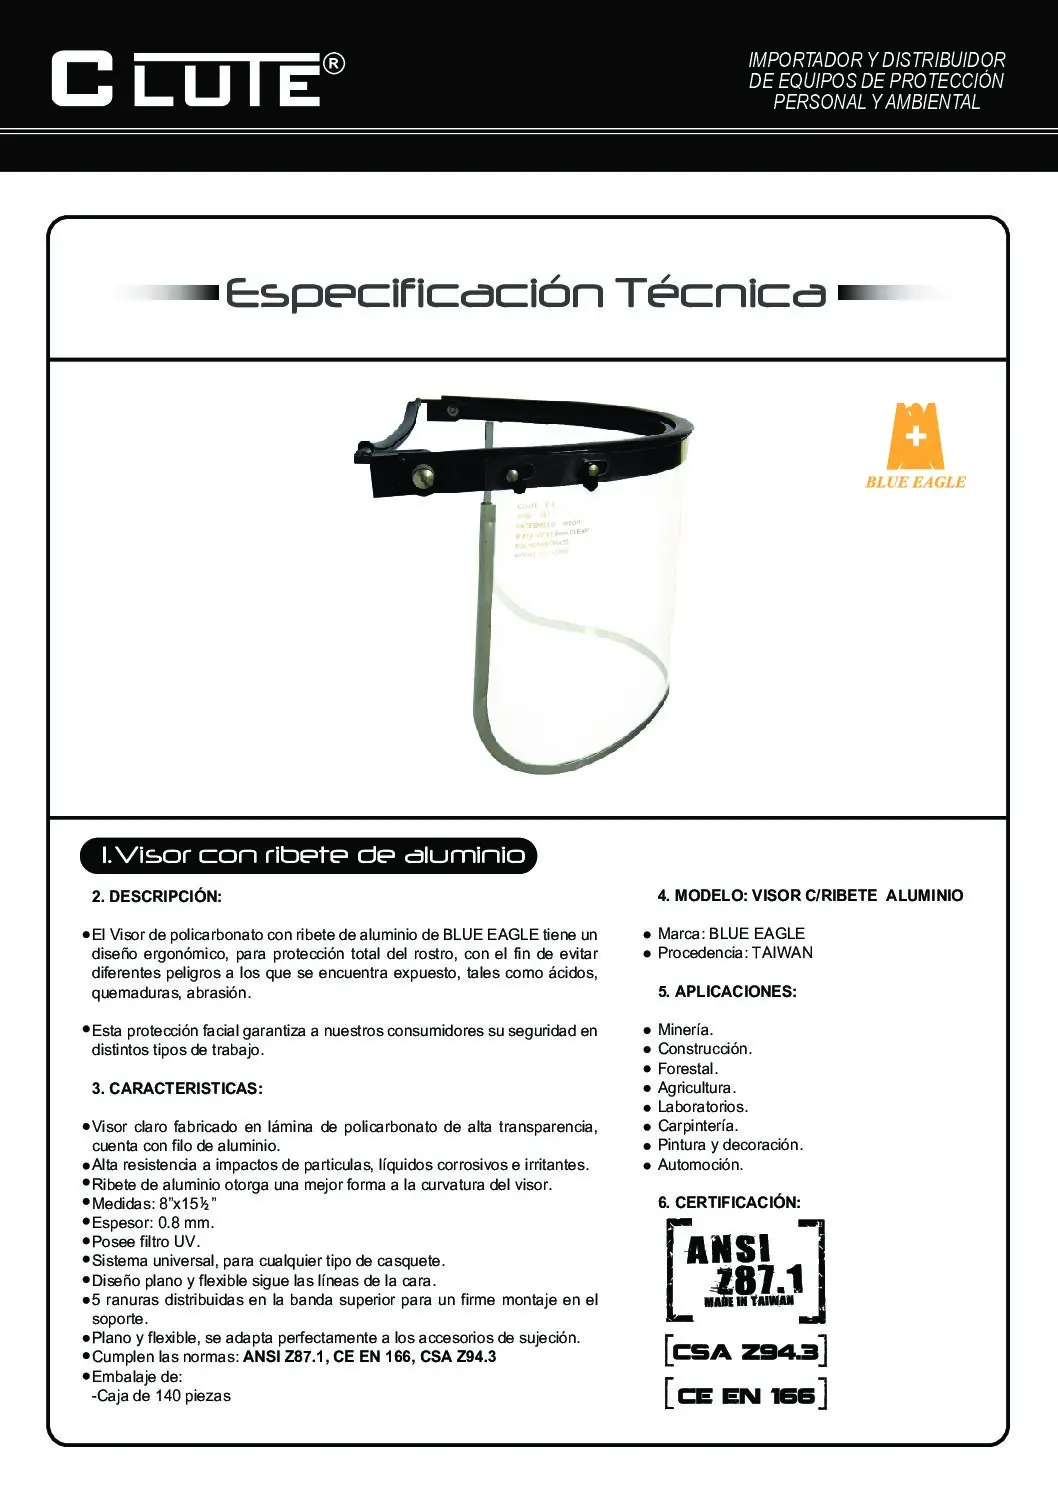 CLUTE®
IMPORTADOR Y DISTRIBUIDOR
DE EQUIPOS DE PROTECCIÓN
PERSONAL Y AMBIENTAL
Especificación Técnica
BLUE EAGLE
CLUTE
1.Visor con ribete de aluminio
2. DESCRIPCIÓN:
•El Visor de policarbonato con ribete de aluminio de BLUE EAGLE tiene un
diseño ergonómico, para protección total del rostro, con el fin de evitar
diferentes peligros a los que se encuentra expuesto, tales como ácidos,
quemaduras, abrasión.
•Esta protección facial garantiza a nuestros consumidores su seguridad en
distintos tipos de trabajo.
3. CARACTERISTICAS:
•Visor claro fabricado en lámina de policarbonato de alta transparencia,
cuenta con filo de aluminio.
•Alta resistencia a impactos de particulas, líquidos corrosivos e irritantes.
•Ribete de aluminio otorga una mejor forma a la curvatura del visor.
•Medidas: 8”x15½”
•Espesor: 0.8 mm.
•Posee filtro UV.
•Sistema universal, para cualquier tipo de casquete.
•Diseño plano y flexible sigue las líneas de la cara.
•5 ranuras distribuidas en la banda superior para un firme montaje en el
soporte.
•Plano y flexible, se adapta perfectamente a los accesorios de sujeción.
•Cumplen las normas: ANSI Z87.1, CE EN 166, CSA Z94.3
•Embalaje de:
-Caja de 140 piezas
4. MODELO: VISOR C/RIBETE ALUMINIO
• Marca: BLUE EAGLE
• Procedencia: TAIWAN
5. APLICACIONES:
• Minería.
• Construcción.
• Forestal.
• Agricultura.
• Laboratorios.
• Carpintería.
• Pintura y decoración.
• Automoción.
6. CERTIFICACIÓN:
ANSI
Z87.1
MADE IN TAIWAN
[CSA Z94.3]
[CE EN 166]